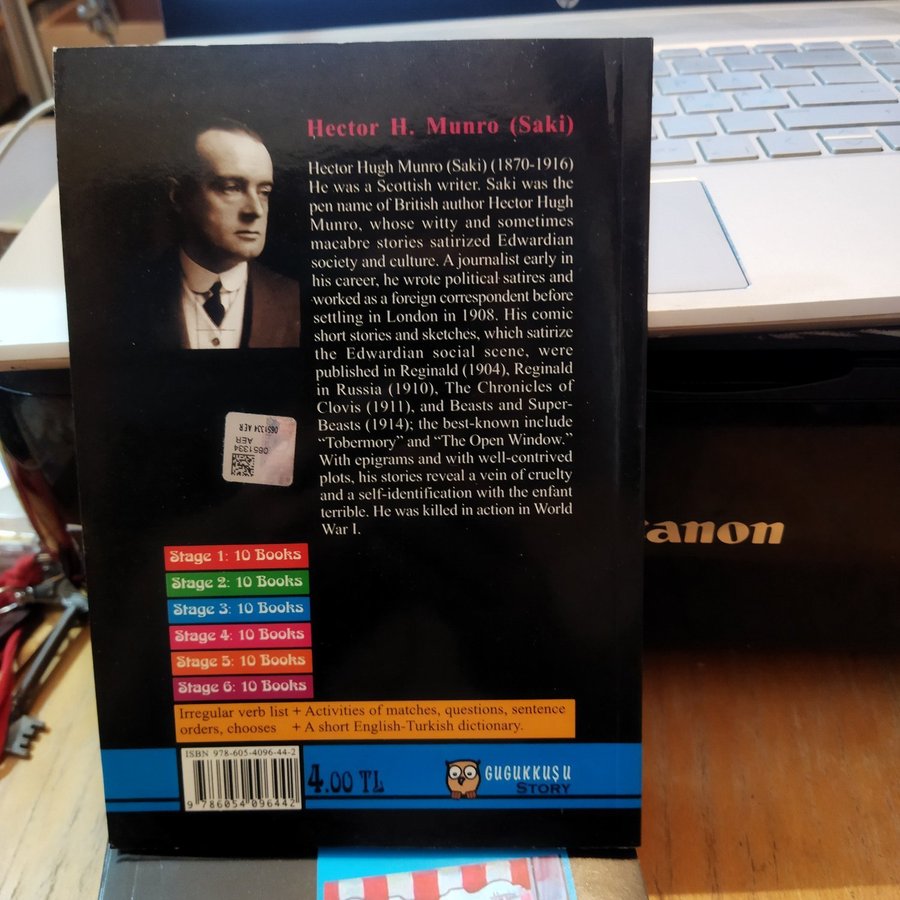 Hector H. Munro (Saki)
Hector Hugh Munro (Saki) (1870-1916)
He was a Scottish writer. Saki was the
pen name of British author Hector Hugh
Munro, whose witty and sometimes
macabre stories satirized Edwardian
society and culture. A journalist early in
his career, he wrote political satires and
worked as a foreign correspondent before
settling in London in 1908. His comic
short stories and sketches, which satirize
the Edwardian social scene, were
published in Reginald (1904), Reginald
in Russia (1910), The Chronicles of
Clovis (1911), and Beasts and Super-
Beasts (1914); the best-known include
“Tobermory” and “The Open Window.”
With epigrams and with well-contrived
plots, his stories reveal a vein of cruelty
and a self-identification with the enfant
terrible. He was killed in action in World
War I.
0651334 AER
AER
0651334
Stage 1: 10 Books
Stage 2: 10 Books
Stage 3: 10 Books
Stage 4: 10 Books
Stage 5: 10 Books
Stage 6: 10 Books
Irregular verb list + Activities of matches, questions, sentence
orders, chooses + A short English-Turkish dictionary.
ISBN 978-605-4096-44-2
9 786054 096442
4.00 TL
GUGUKKUŞU
STORY
anon